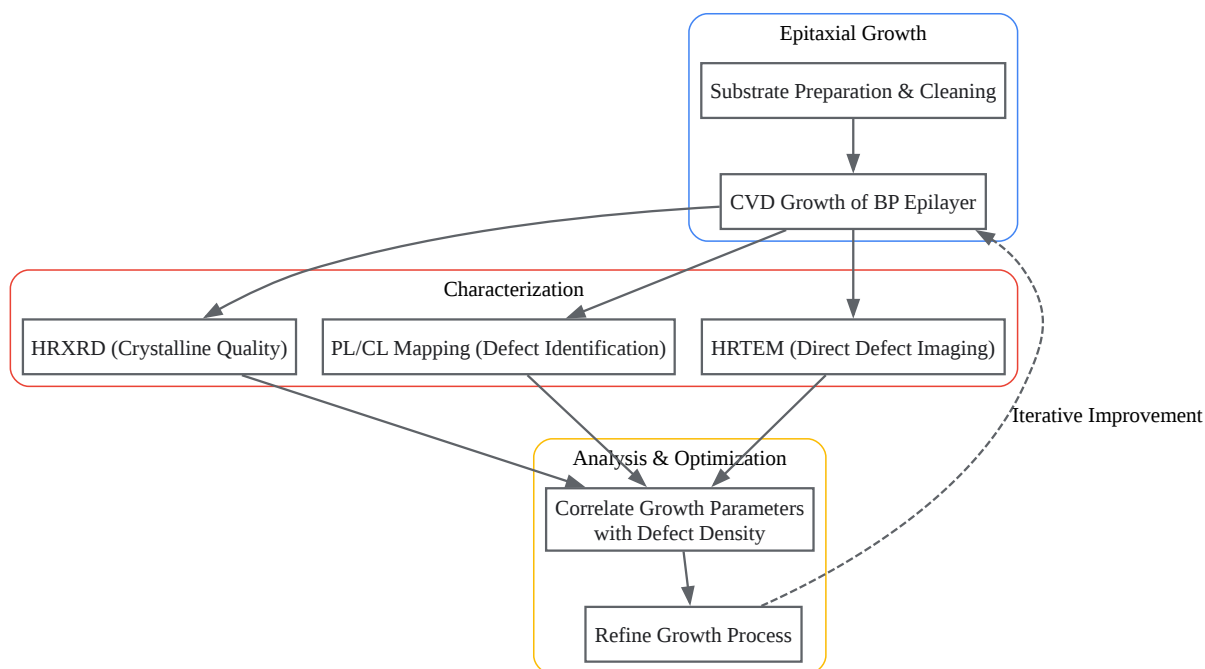 Epitaxial Growth
Substrate Preparation & Cleaning
CVD Growth of BP Epilayer
Characterization
HRXRD (Crystalline Quality)
PL/CL Mapping (Defect Identification)
HRTEM (Direct Defect Imaging)
Iterative Improvement
Analysis & Optimization
Correlate Growth Parameters
with Defect Density
Refine Growth Process